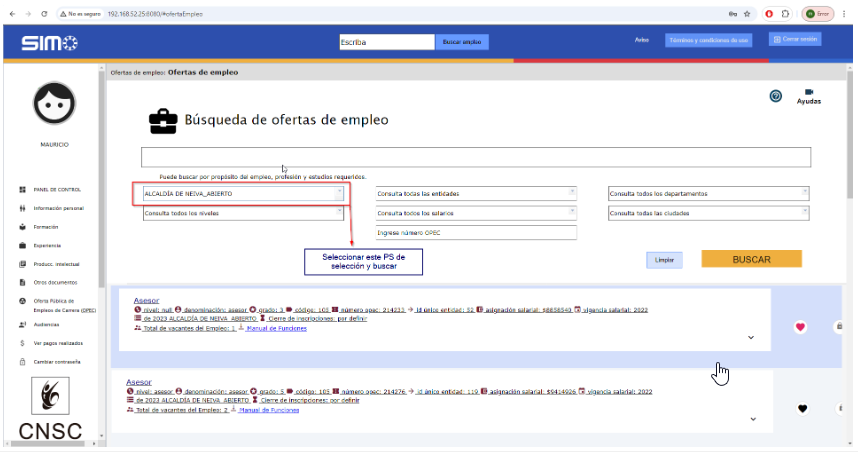 No es seguro 192.168.52.25:6080/#ofertaEmpleo
Error
SIMO
Escriba
Buscar empleo
Aviso
Términos y condiciones de uso
Cerrar sesión
Ofertas de empleo: Ofertas de empleo
Ayudas
MAURICIO
Búsqueda de ofertas de empleo
Puede Buscar por propósito del empleo, profesión y estudios requeridos.
ALCALDÍA DE NEIVA_ABIERTO
Consulta todas las entidades
Consulta todos los departamentos
Consulta todos los niveles
Consulta todos los salarios
Consulta todas las ciudades
Ingrese número OPEC
Seleccionar este PS de
selección y buscar
Limpiar
BUSCAR
PANEL DE CONTROL
Información personal
Formación
Experiencia
Producc. intelectual
Otros documentos
Oferta Pública de
Empleos de Carrera (OPEC)
Audiencias
Ver pagos realizados
Cambiar contraseña
CNSC
Asesor
nivel: null denominación: asesor grado: 3 código: 105 número opec: 214233 id único entidad: 52 asignación salarial: $8838540 vigencia salarial: 2022
de 2023 ALCALDÍA DE NEIVA_ABIERTO Cierre de inscripciones: por definir
Total de vacantes del Empleo: 1 Manual de Funciones
Asesor
nivel: null denominación: asesor grado: 5 código: 105 número opec: 214276 id único entidad: 119 asignación salarial: $9414926 vigencia salarial: 2022
de 2023 ALCALDÍA DE NEIVA_ABIERTO Cierre de inscripciones: por definir
Total de vacantes del Empleo: 2 Manual de Funciones